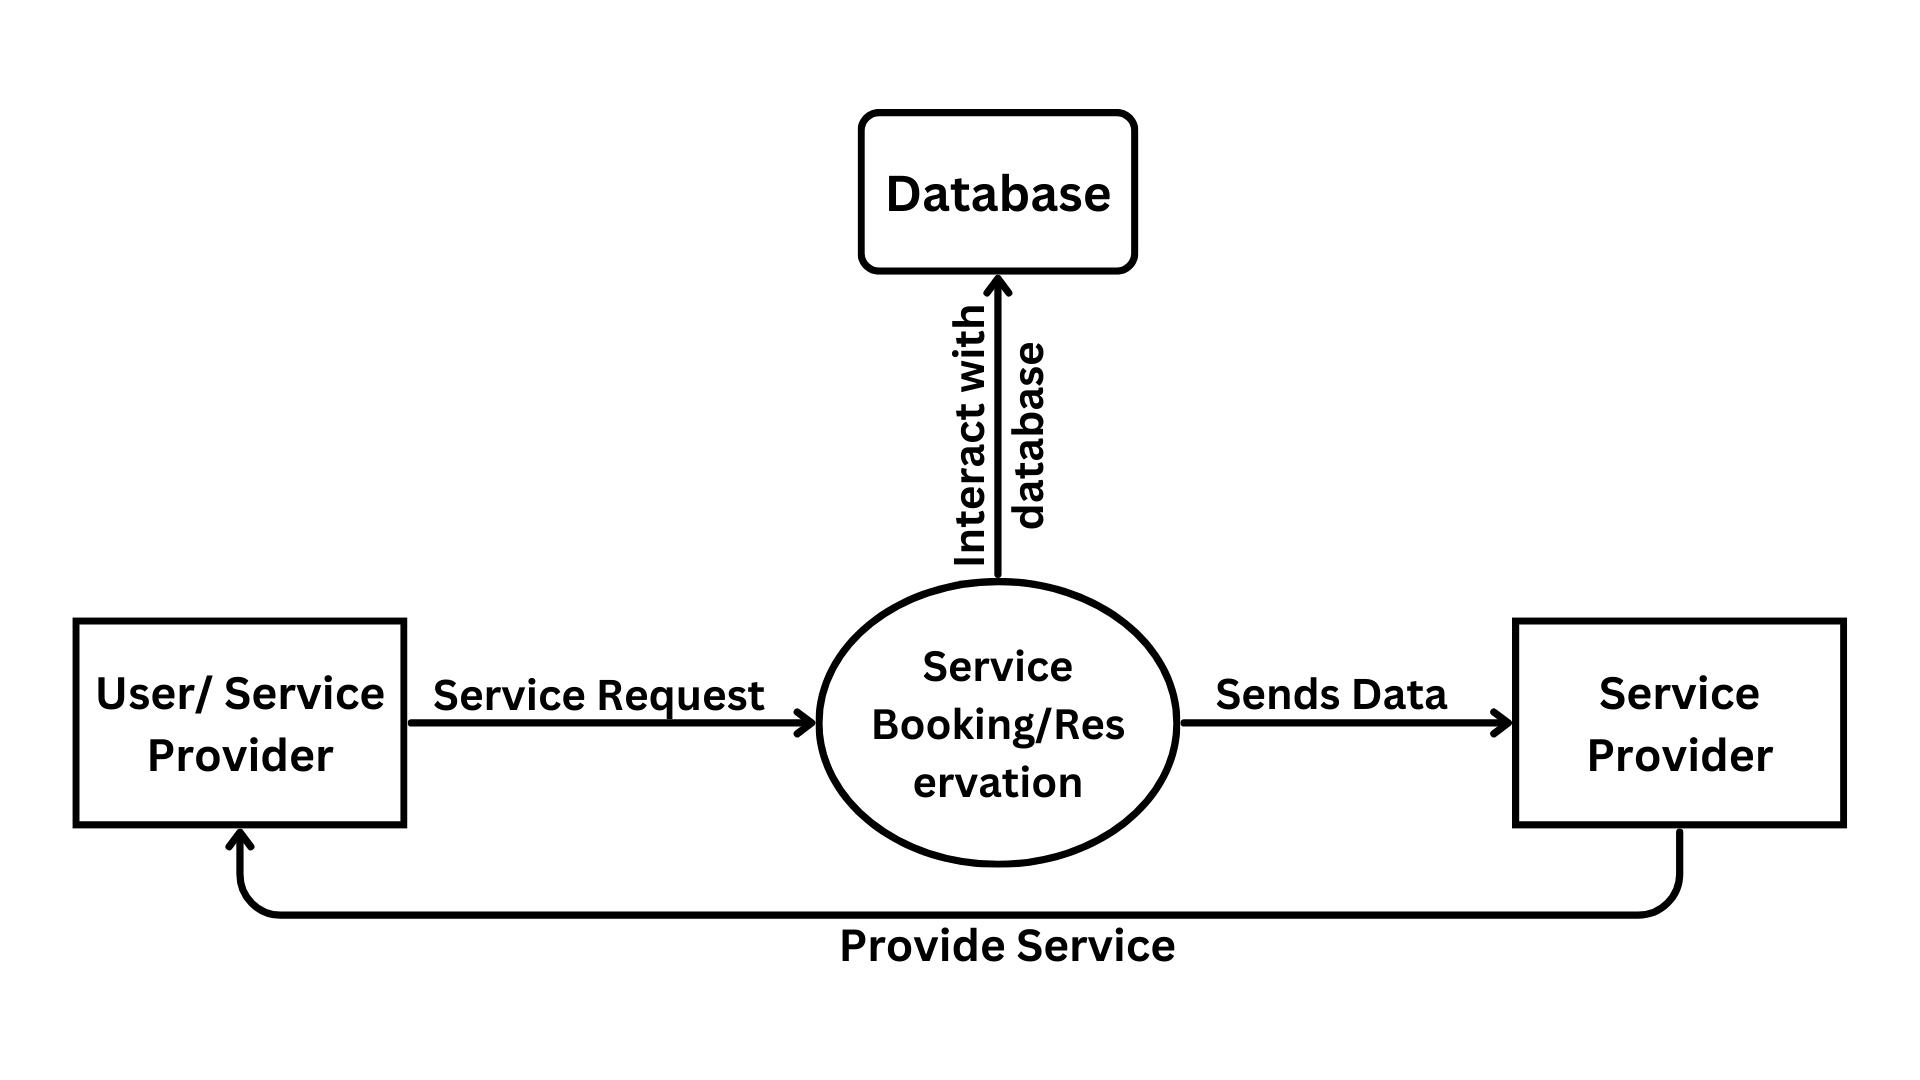 Database
Interact with
database
User/ Service
Provider
Service Request
Service
Booking/Res
ervation
Sends Data
Service
Provider
Provide Service